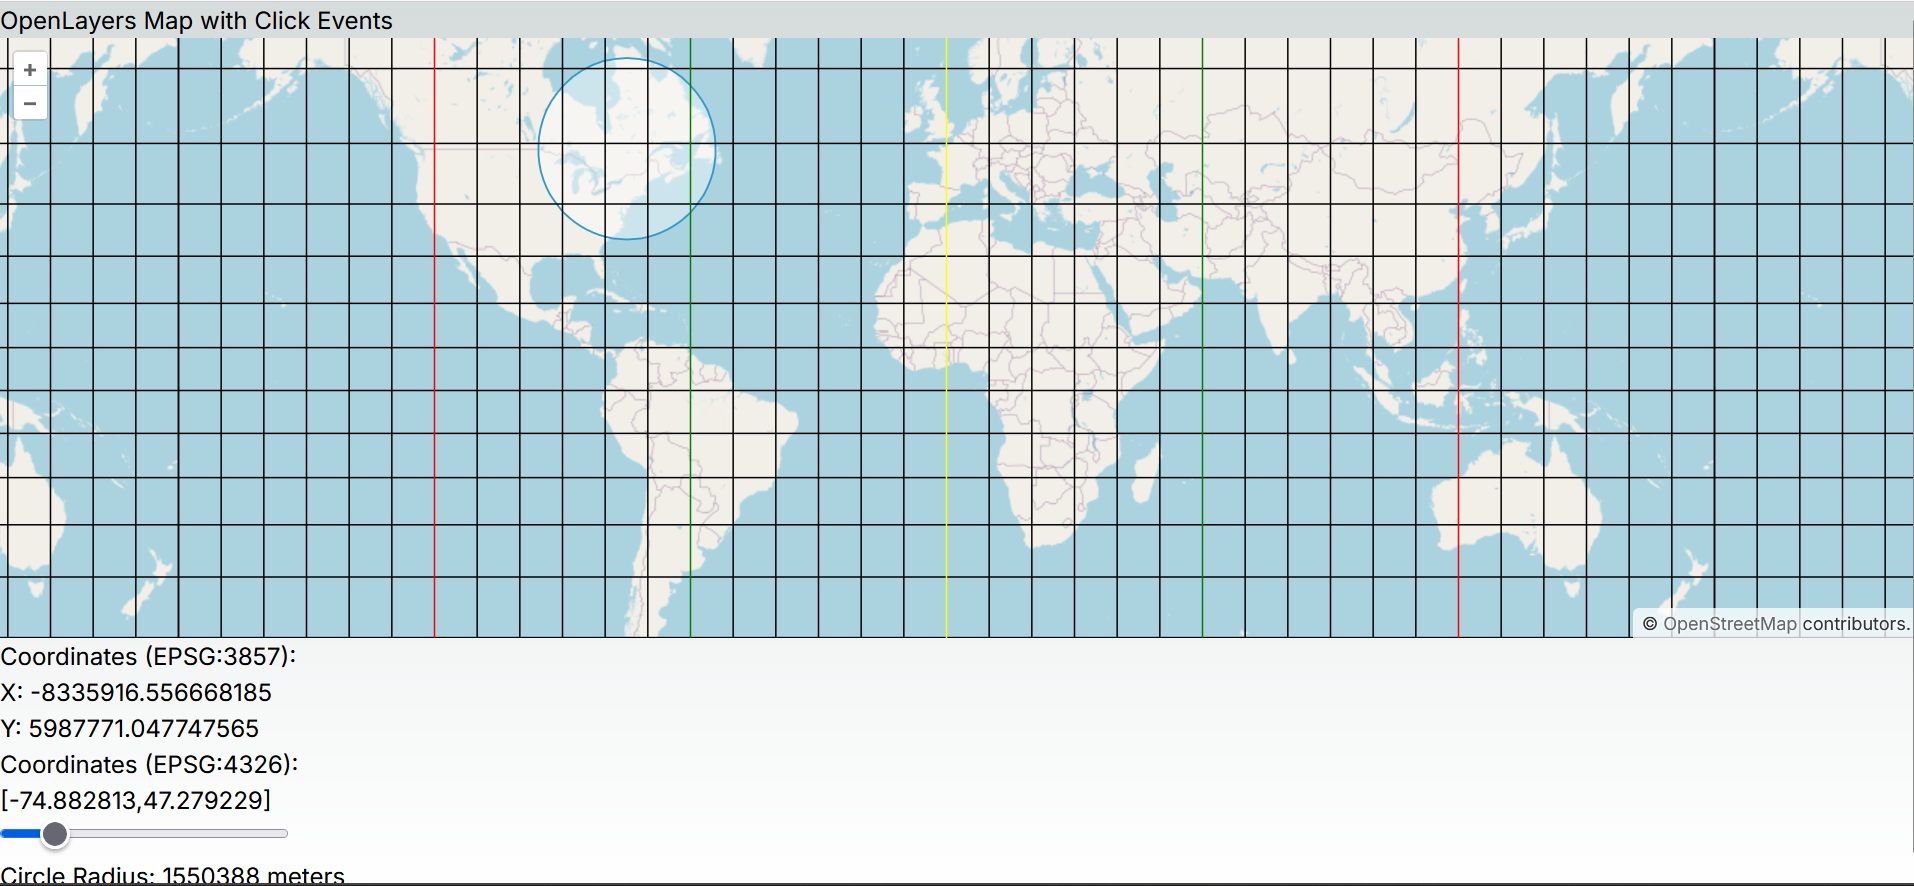 OpenLayers Map with Click Events
+
−
© OpenStreetMap contributors.
Coordinates (EPSG:3857):
X: -8335916.556668185
Y: 5987771.047747565
Coordinates (EPSG:4326):
[-74.882813,47.279229]
Circle Radius: 1550388 meters